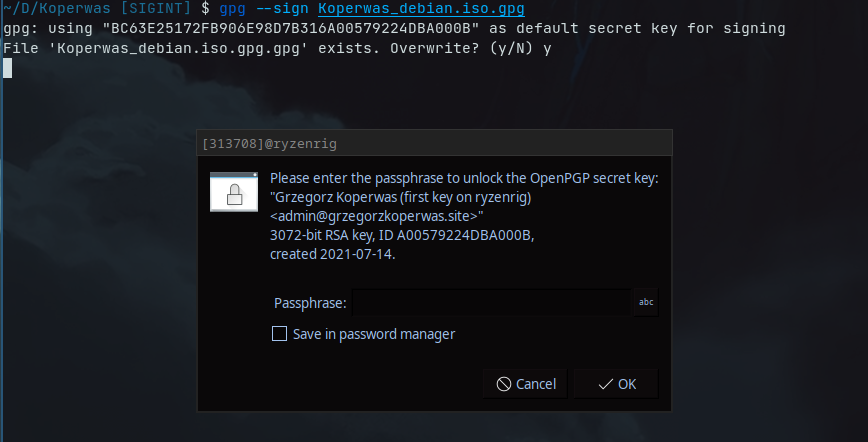 ~/D/Koperwas [SIGINT] $ gpg --sign Koperwas_debian.iso.gpg
gpg: using "BC63E25172FB906E98D7B316A00579224DBA000B" as default secret key for signing
File 'Koperwas_debian.iso.gpg.gpg' exists. Overwrite? (y/N) y
[313708]@ryzenrig
Please enter the passphrase to unlock the OpenPGP secret key:
"Grzegorz Koperwas (first key on ryzenrig)
<admin@grzegorzkoperwas.site>"
3072-bit RSA key, ID A00579224DBA000B,
created 2021-07-14.
Passphrase:
abc
Save in password manager
Cancel
OK